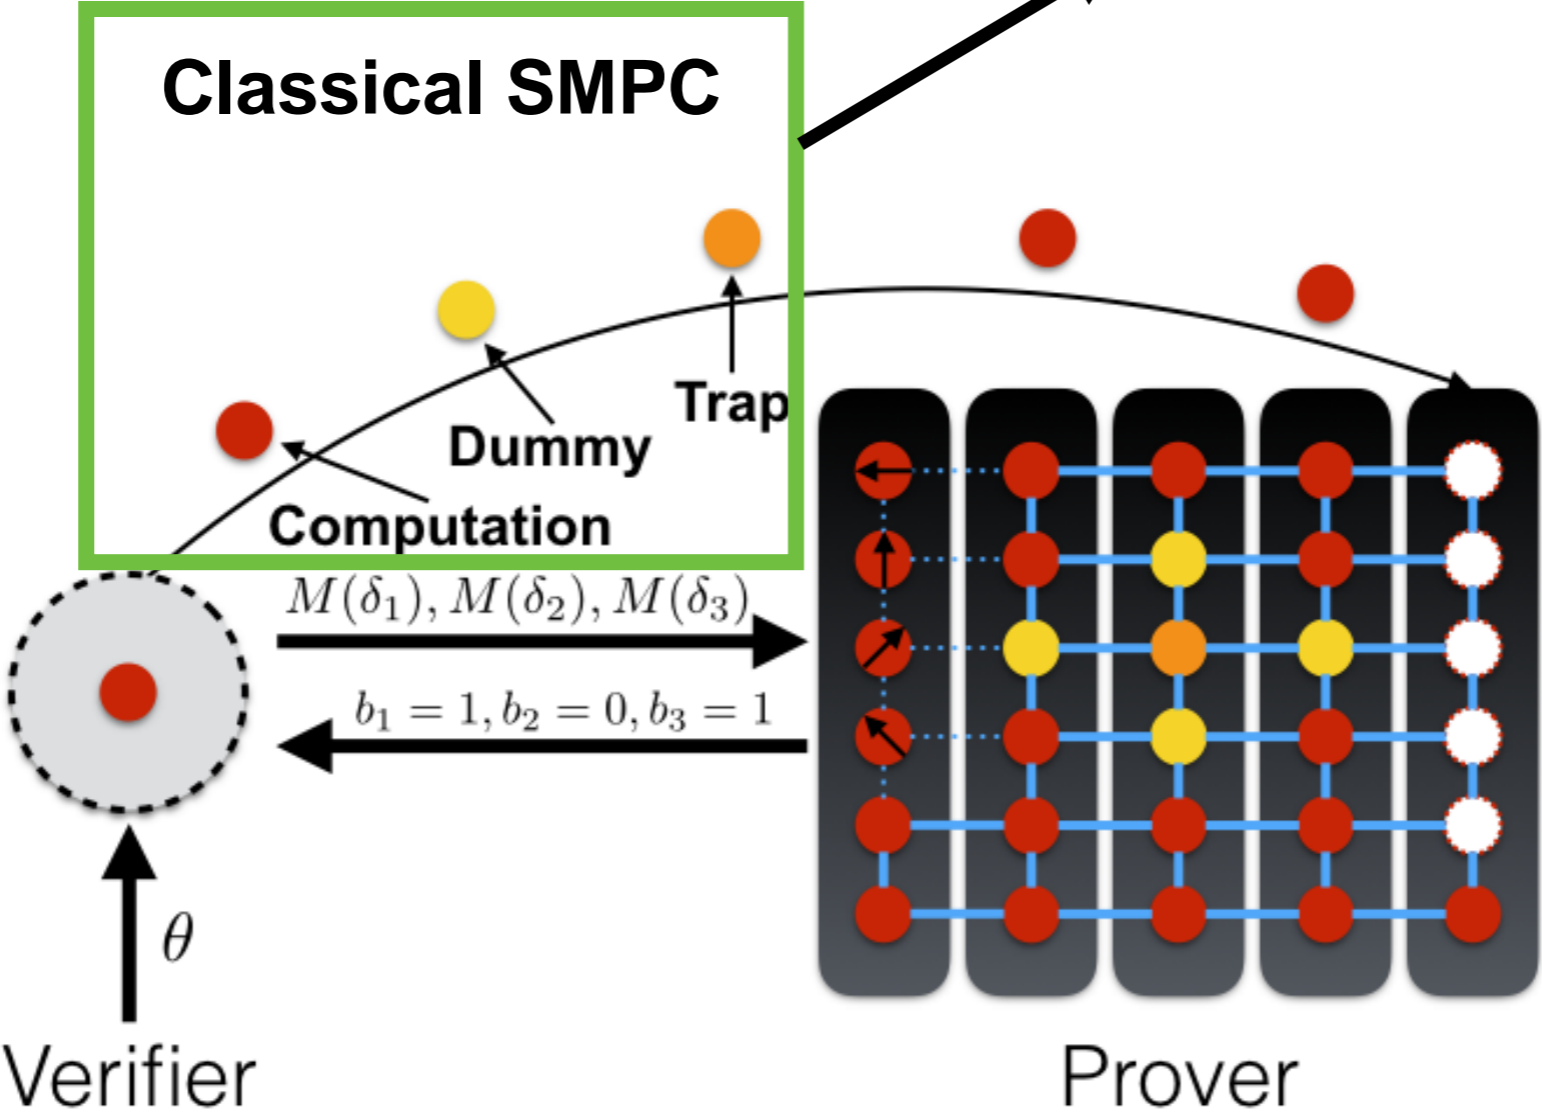 Classical SMPC
Trap
Dummy
Computation
M(δ₁), M(δ₂), M(δ₃)
b₁ = 1, b₂ = 0, b₃ = 1
θ
Verifier
Prover